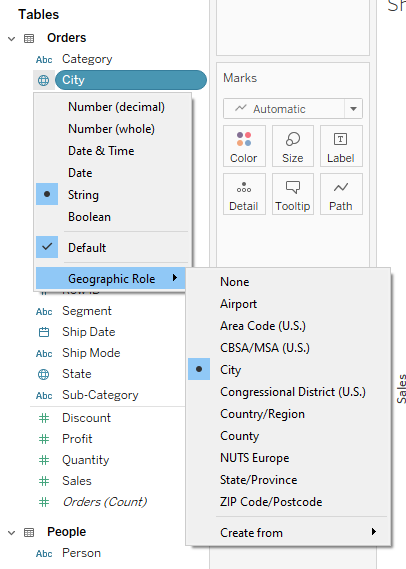 Tables
Orders
Abc Category
City
Number (decimal)
Number (whole)
Date & Time
Date
String
Boolean
Default
Geographic Role
Abc Segment
Ship Date
Abc Ship Mode
State
Abc Sub-Category
# Discount
# Profit
# Quantity
# Sales
# Orders (Count)
People
Abc Person
Marks
Automatic
Color Size Label
Detail Tooltip Path
None
Airport
Area Code (U.S.)
CBSA/MSA (U.S.)
City
Congressional District (U.S.)
Country/Region
County
NUTS Europe
State/Province
ZIP Code/Postcode
Create from
Sales